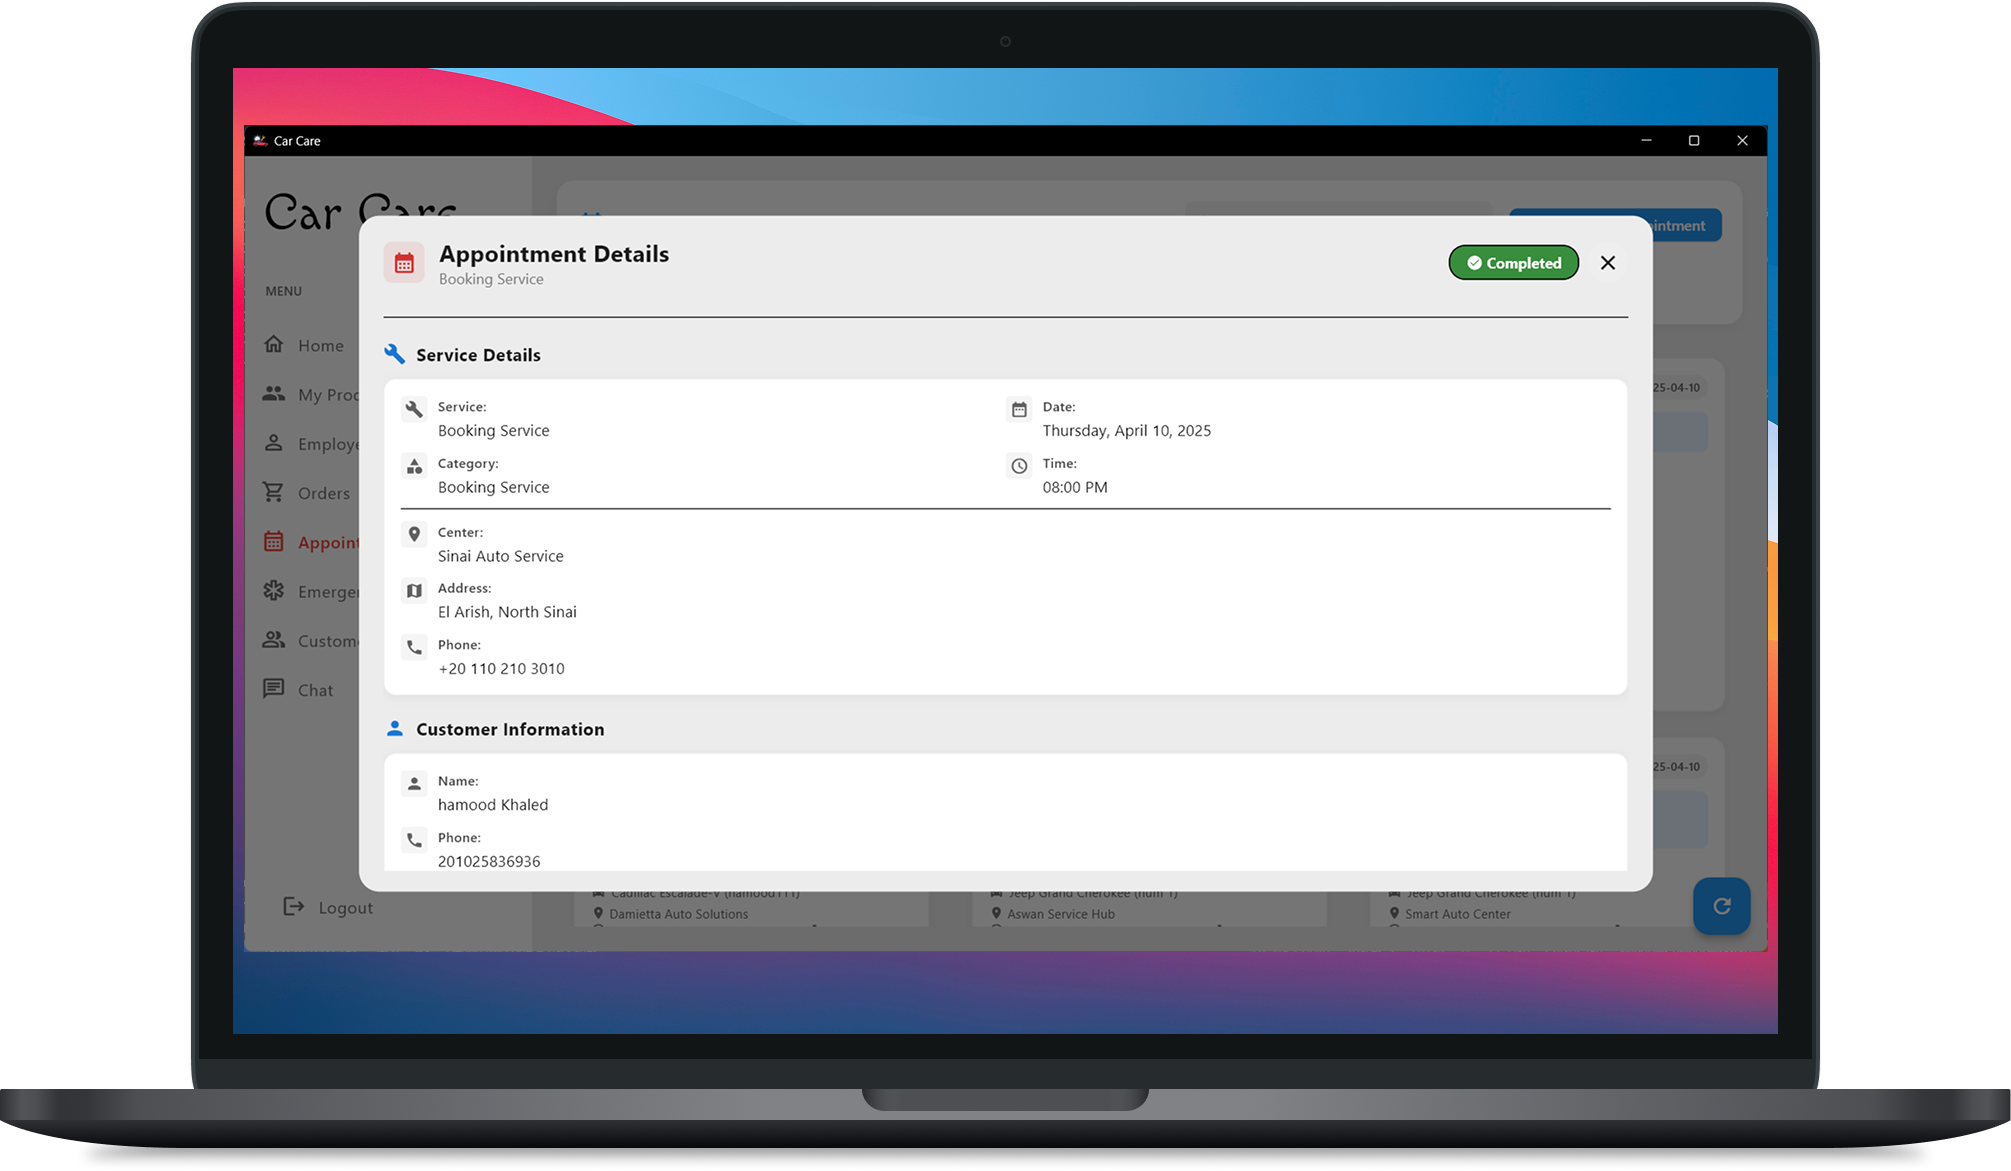 Car Care
Car Care
MENU
Home
Employe
Orders
Appoint
Emerge
Custom
Chat
Logout
intment
25-04-10
25-04-10
Appointment Details
Booking Service
Completed
Service Details
Service:
Booking Service
Date:
Thursday, April 10, 2025
Category:
Booking Service
Time:
08:00 PM
Center:
Sinai Auto Service
Address:
El Arish, North Sinai
Phone:
+20 110 210 3010
Customer Information
Name:
hamood Khaled
Phone:
201025836936
Cadillac Escalade-V (hamood111)
Damietta Auto Solutions
Jeep Grand Cherokee (num 1)
Aswan Service Hub
Jeep Grand Cherokee (num 1)
Smart Auto Center